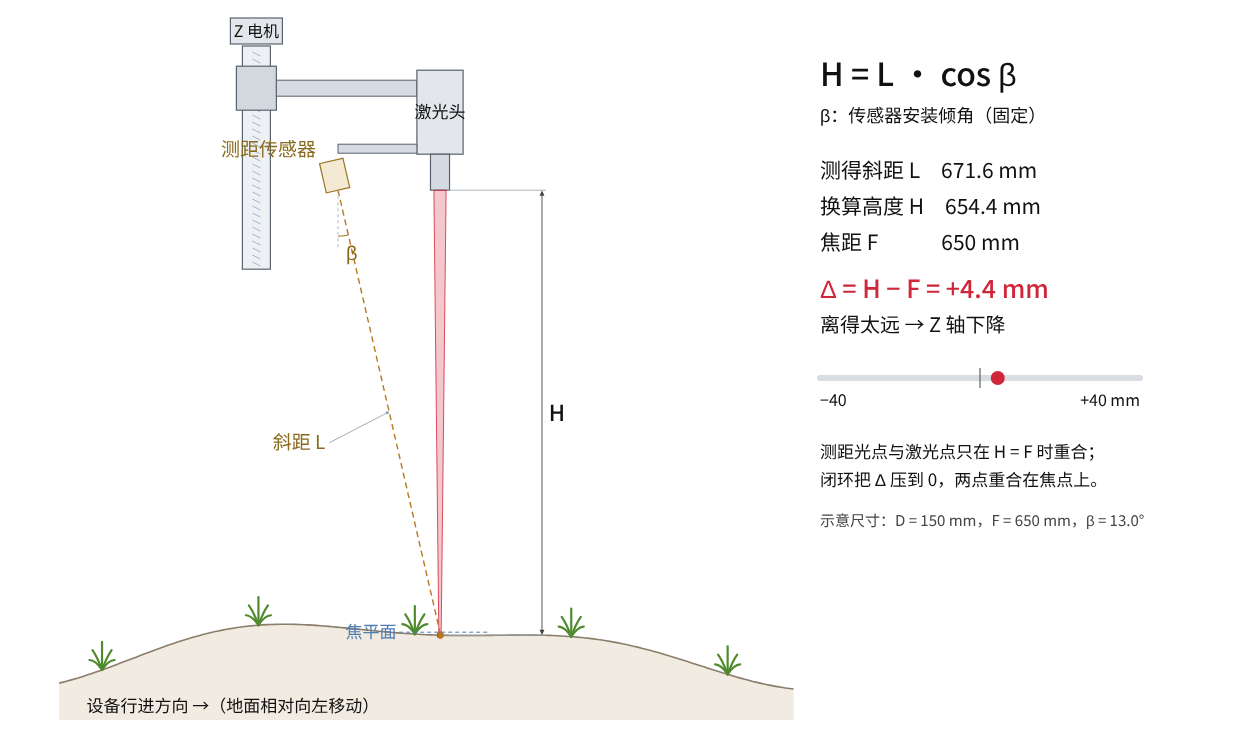 Z 电机
激光头
测距传感器
β
斜距 L
H
焦平面
设备行进方向 →（地面相对向左移动）
H = L · cos β
β：传感器安装倾角（固定）
测得斜距 L 671.6 mm
换算高度 H 654.4 mm
焦距 F 650 mm
Δ = H − F = +4.4 mm
离得太远 → Z 轴下降
−40 +40 mm
测距光点与激光点只在 H = F 时重合；
闭环把 Δ 压到 0，两点重合在焦点上。
示意尺寸：D = 150 mm，F = 650 mm，β = 13.0°